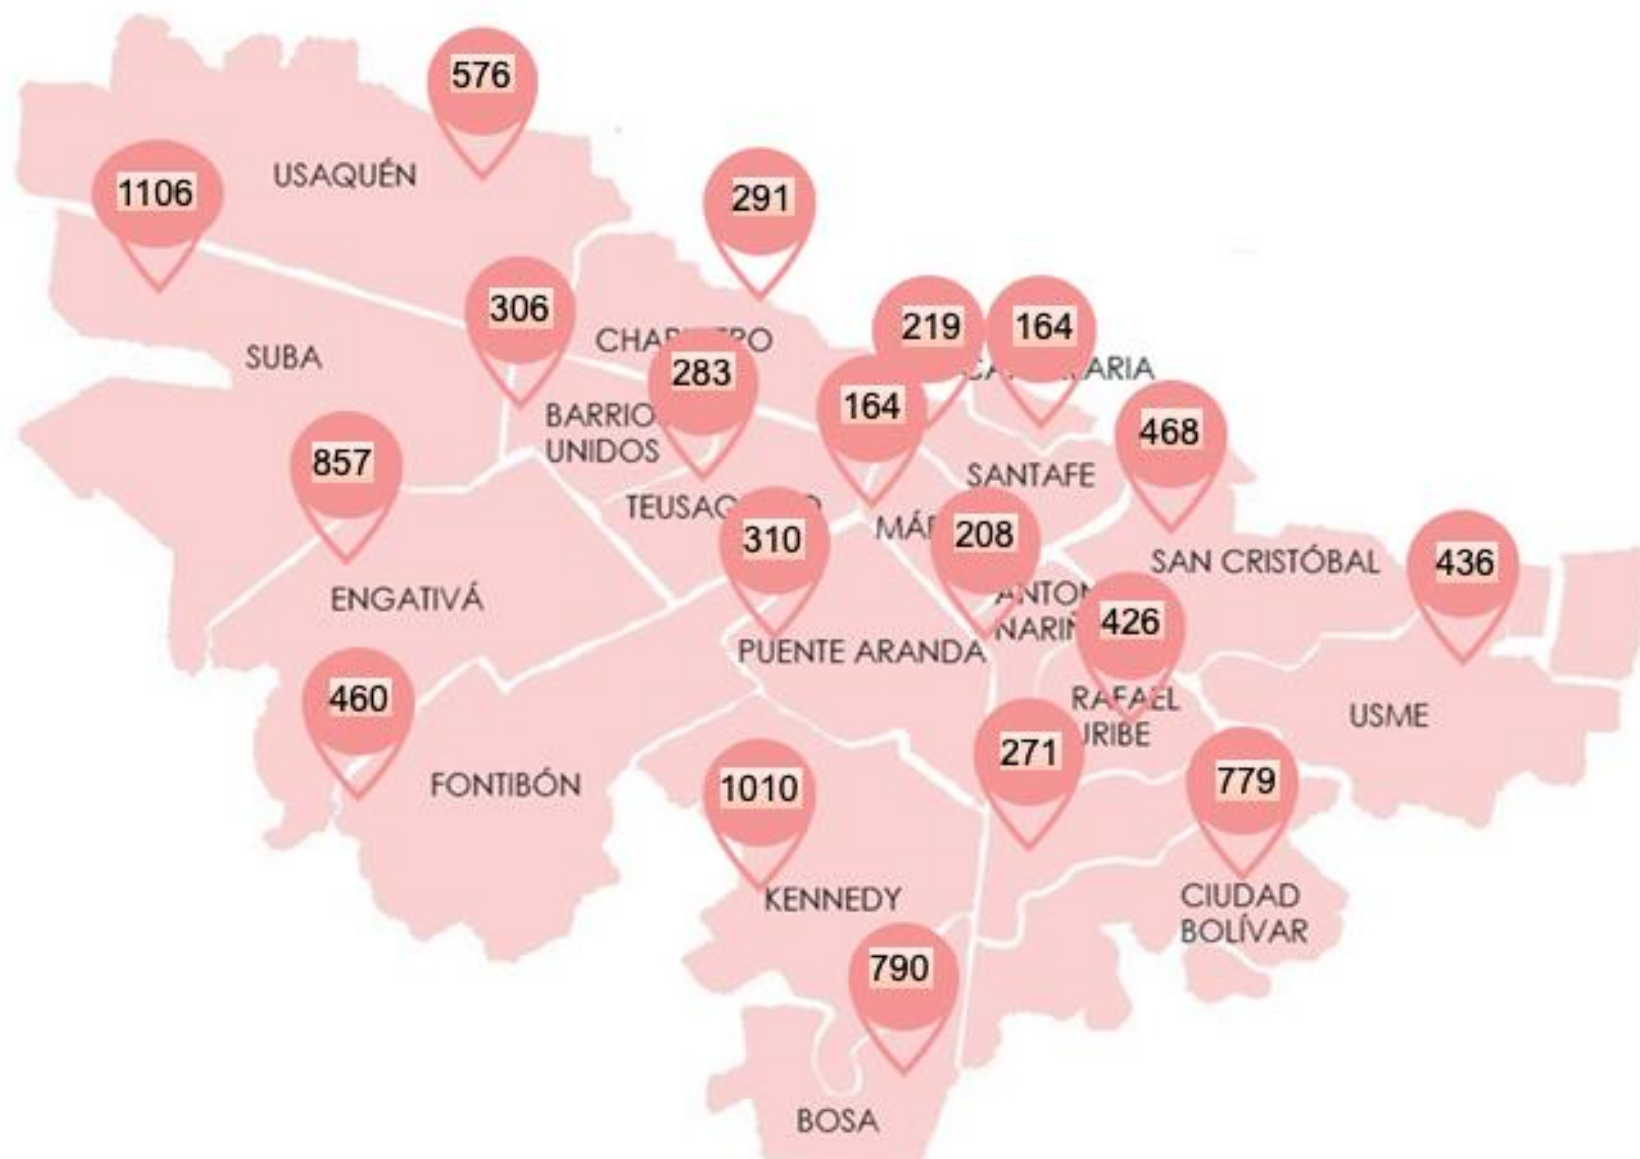 576
USAQUÉN
1106
291
306
219
164
SUBA
283
164
BARRIO
UNIDOS
468
857
SANTAFE
310
208
SAN CRISTÓBAL
436
ENGATIVÁ
426
PUENTE ARANDA
460
RAFAEL
USME
271
779
FONTIBÓN
1010
KENNEDY
CIUDAD
BOLÍVAR
790
BOSA